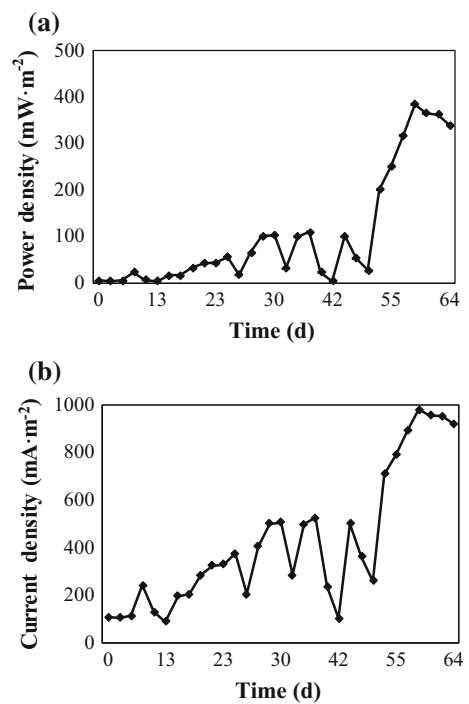 (a)
Power density (mW·m⁻²)
500
400
300
200
100
0
0 13 23 30 42 55 64
Time (d)
(b)
Current density (mA·m⁻²)
1000
800
600
400
200
0
0 13 23 30 42 55 64
Time (d)